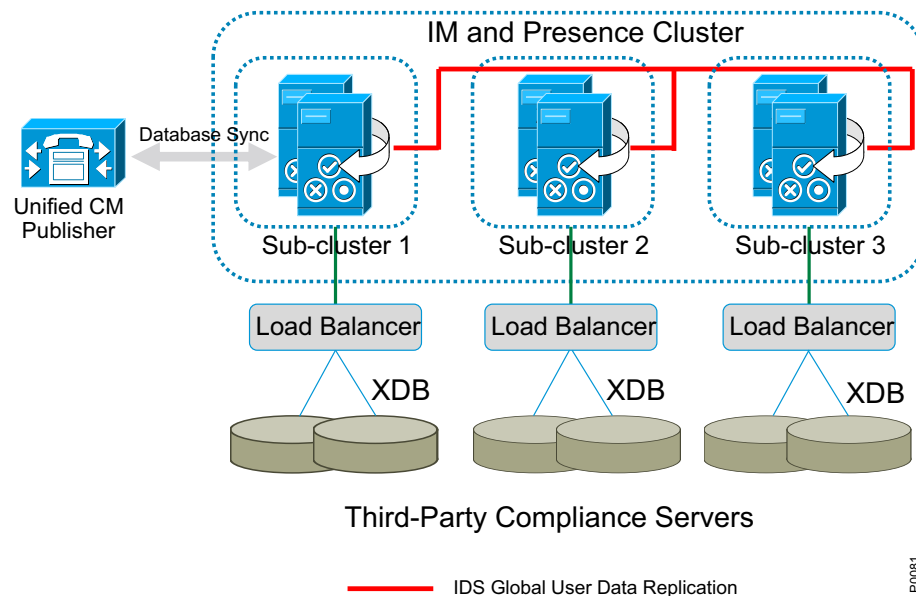 IM and Presence Cluster
Database Sync
Unified CM
Publisher
Sub-cluster 1
Sub-cluster 2
Sub-cluster 3
Load Balancer
Load Balancer
Load Balancer
XDB
XDB
XDB
Third-Party Compliance Servers
IDS Global User Data Replication